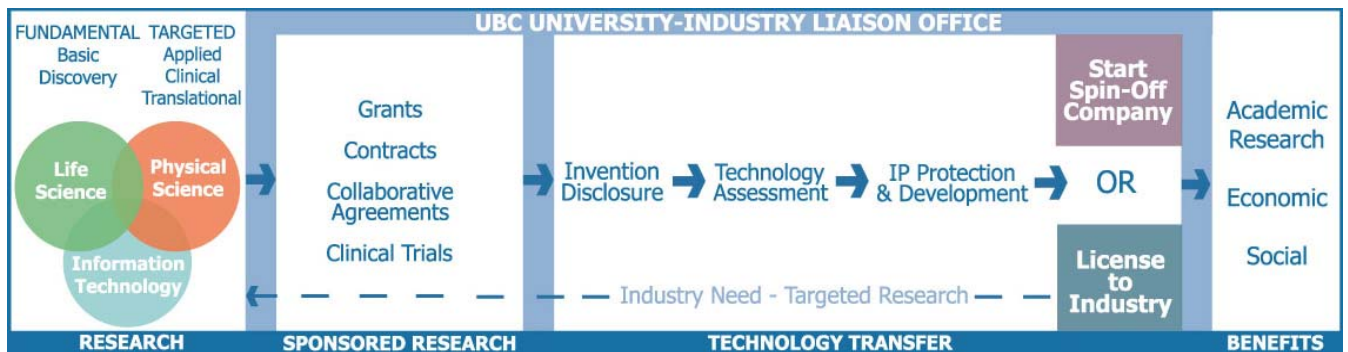 UBC UNIVERSITY-INDUSTRY LIAISON OFFICE
FUNDAMENTAL
Basic
Discovery
TARGETED
Applied
Clinical
Translational
Life
Science
Physical
Science
Information
Technology
RESEARCH
Grants
Contracts
Collaborative
Agreements
Clinical Trials
SPONSORED RESEARCH
Invention
Disclosure
Technology
Assessment
IP Protection
& Development
Start
Spin-Off
Company
OR
License
to
Industry
Industry Need - Targeted Research
TECHNOLOGY TRANSFER
Academic
Research
Economic
Social
BENEFITS